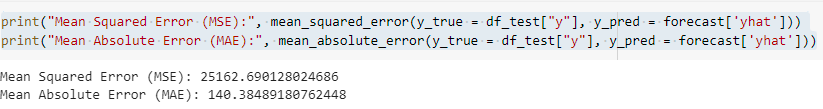 print("Mean Squared Error (MSE):", mean_squared_error(y_true = df_test["y"], y_pred = forecast['yhat']))
print("Mean Absolute Error (MAE):", mean_absolute_error(y_true = df_test["y"], y_pred = forecast['yhat']))
Mean Squared Error (MSE): 25162.690128024686
Mean Absolute Error (MAE): 140.38489180762448